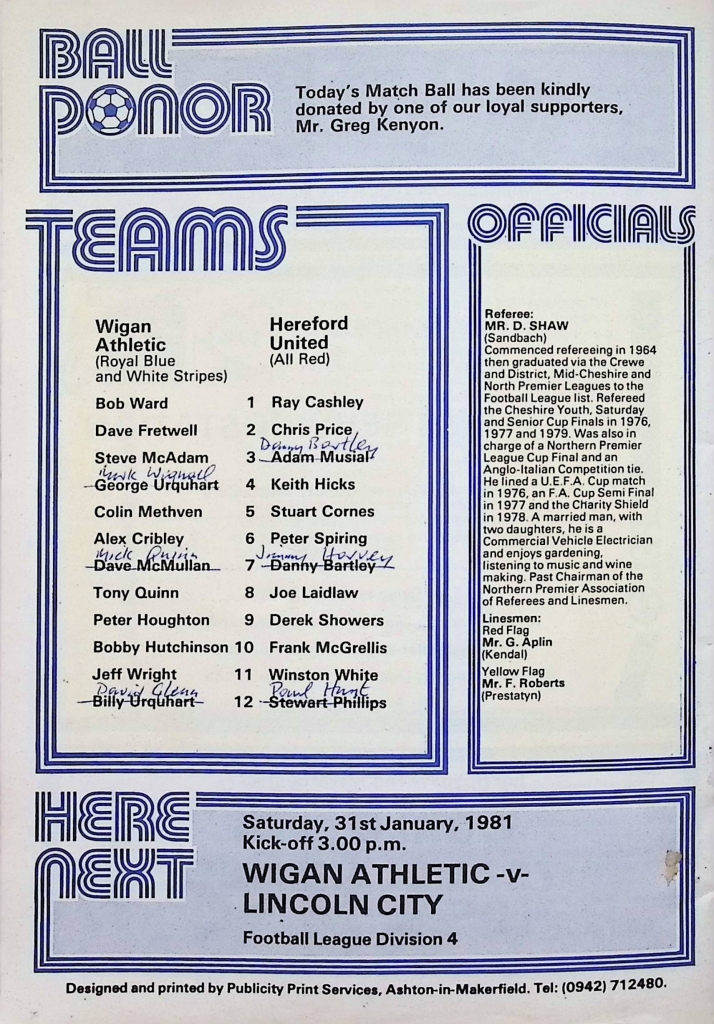 BALL
DONOR
Today's Match Ball has been kindly
donated by one of our loyal supporters,
Mr. Greg Kenyon.
TEAMS
Wigan
Athletic
(Royal Blue
and White Stripes)
Hereford
United
(All Red)
Bob Ward 1 Ray Cashley
Dave Fretwell 2 Chris Price
Danny Bartley
Steve McAdam 3 Adam Musial
Mark Wignall
George Urquhart 4 Keith Hicks
Colin Methven 5 Stuart Cornes
Alex Cribley 6 Peter Spiring
Mick Quinn Jimmy Harvey
Dave McMullan 7 Danny Bartley
Tony Quinn 8 Joe Laidlaw
Peter Houghton 9 Derek Showers
Bobby Hutchinson 10 Frank McGrellis
Jeff Wright 11 Winston White
David Glenn Paul Hunt
Billy Urquhart 12 Stewart Phillips
OFFICIALS
Referee:
MR. D. SHAW
(Sandbach)
Commenced refereeing in 1964
then graduated via the Crewe
and District, Mid-Cheshire and
North Premier Leagues to the
Football League list. Refereed
the Cheshire Youth, Saturday
and Senior Cup Finals in 1976,
1977 and 1979. Was also in
charge of a Northern Premier
League Cup Final and an
Anglo-Italian Competition tie.
He lined a U.E.F.A. Cup match
in 1976, an F.A. Cup Semi Final
in 1977 and the Charity Shield
in 1978. A married man, with
two daughters, he is a
Commercial Vehicle Electrician
and enjoys gardening,
listening to music and wine
making. Past Chairman of the
Northern Premier Association
of Referees and Linesmen.
Linesmen:
Red Flag
Mr. G. Aplin
(Kendal)
Yellow Flag
Mr. F. Roberts
(Prestatyn)
HERE
NEXT
Saturday, 31st January, 1981
Kick-off 3.00 p.m.
WIGAN ATHLETIC -v-
LINCOLN CITY
Football League Division 4
Designed and printed by Publicity Print Services, Ashton-in-Makerfield. Tel: (0942) 712480.